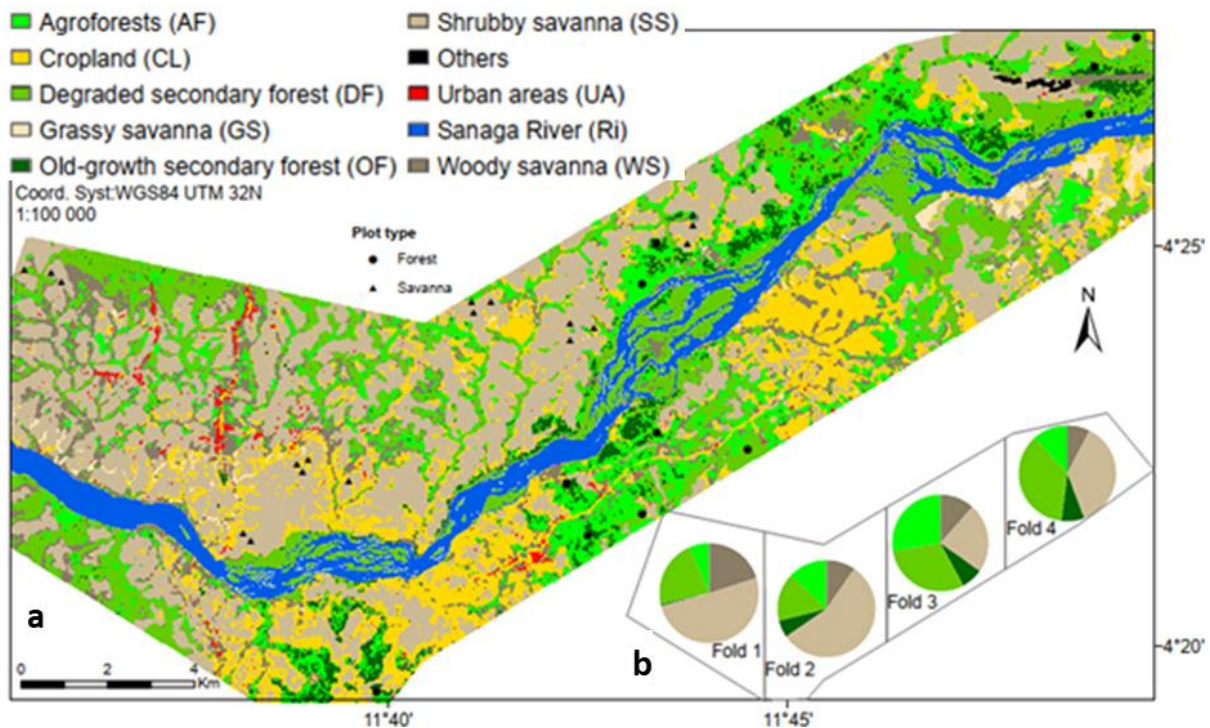 Agroforests (AF)
Cropland (CL)
Degraded secondary forest (DF)
Grassy savanna (GS)
Old-growth secondary forest (OF)
Shrubby savanna (SS)
Others
Urban areas (UA)
Sanaga River (Ri)
Woody savanna (WS)
Coord. Syst:WGS84 UTM 32N
1:100 000
Plot type
Forest
Savanna
4°25'
N
Fold 4
Fold 3
Fold 1
Fold 2
a
b
0 2 4
Km
4°20'
11°40'
11°45'